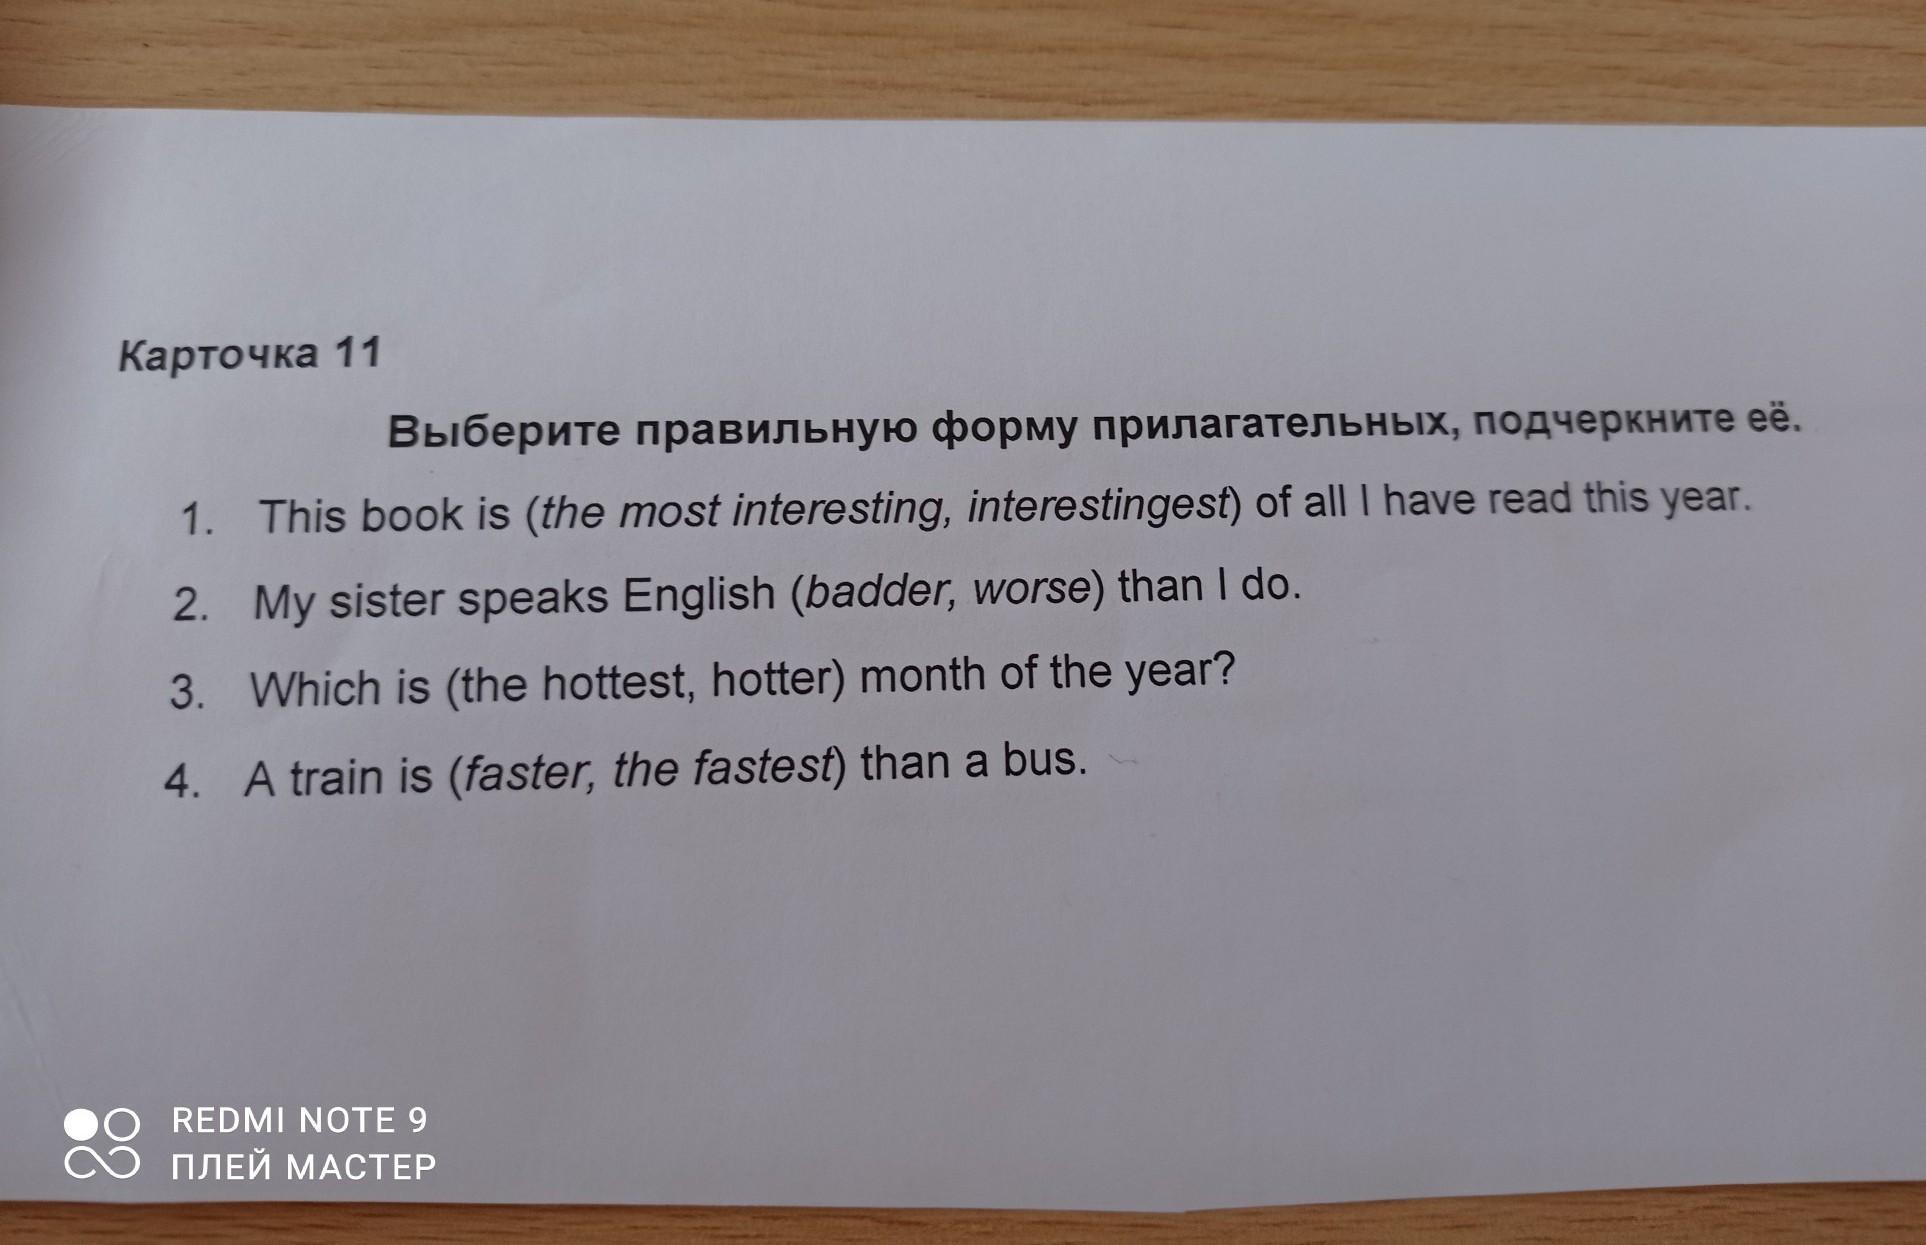 Карточка 11
Выберите правильную форму прилагательных, подчеркните её.
1. This book is (the most interesting, interestingest) of all I have read this year.
2. My sister speaks English (badder, worse) than I do.
3. Which is (the hottest, hotter) month of the year?
4. A train is (faster, the fastest) than a bus.
REDMI NOTE 9
ПЛЕЙ МАСТЕР